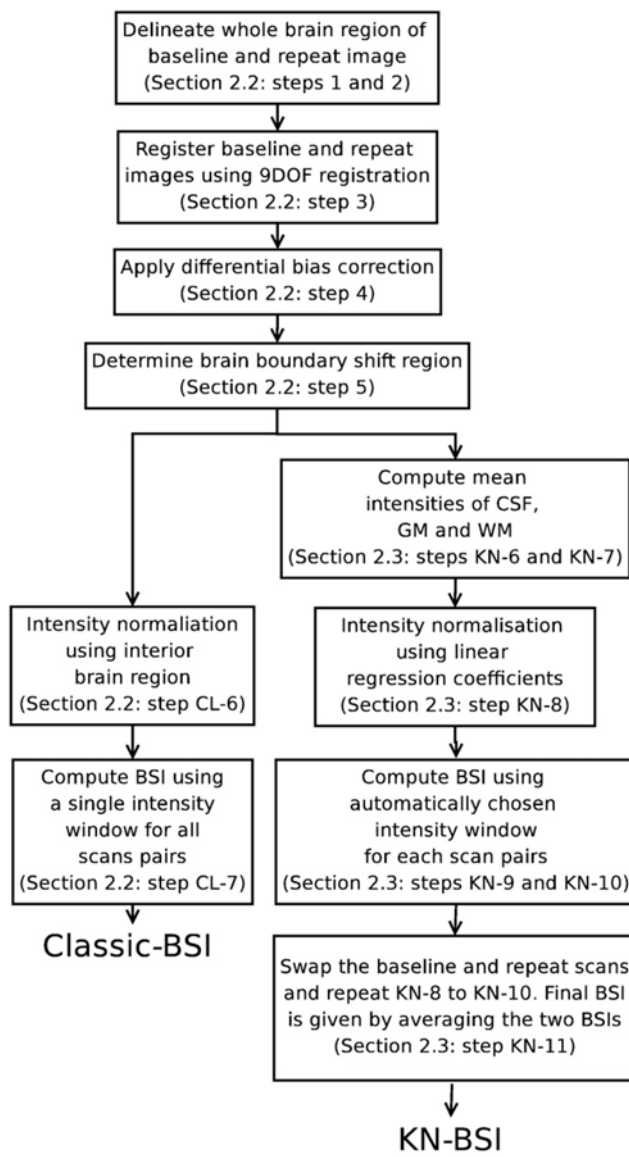 Delineate whole brain region of
baseline and repeat image
(Section 2.2: steps 1 and 2)
Register baseline and repeat
images using 9DOF registration
(Section 2.2: step 3)
Apply differential bias correction
(Section 2.2: step 4)
Determine brain boundary shift region
(Section 2.2: step 5)
Compute mean
intensities of CSF,
GM and WM
(Section 2.3: steps KN-6 and KN-7)
Intensity normaliation
using interior
brain region
(Section 2.2: step CL-6)
Intensity normalisation
using linear
regression coefficients
(Section 2.3: step KN-8)
Compute BSI using
a single intensity
window for all
scans pairs
(Section 2.2: step CL-7)
Classic-BSI
Compute BSI using
automatically chosen
intensity window
for each scan pairs
(Section 2.3: steps KN-9 and KN-10)
Swap the baseline and repeat scans
and repeat KN-8 to KN-10. Final BSI
is given by averaging the two BSIs
(Section 2.3: step KN-11)
KN-BSI